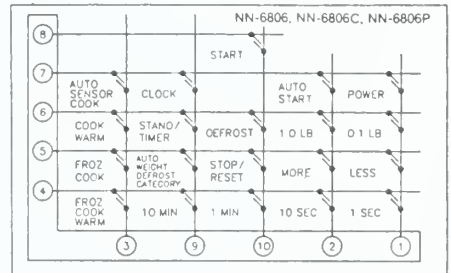 NN-6806, NN-6806C, NN-6806P
8
START
7
AUTO SENSOR COOK
CLOCK
AUTO START
POWER
6
COOK WARM
STAND/ TIMER
DEFROST
1.0 LB
0.1 LB
5
FROZ COOK
AUTO WEIGHT DEFROST CATEGORY
STOP/ RESET
MORE
LESS
4
FROZ COOK WARM
10 MIN
1 MIN
10 SEC
1 SEC
3
9
10
2
1